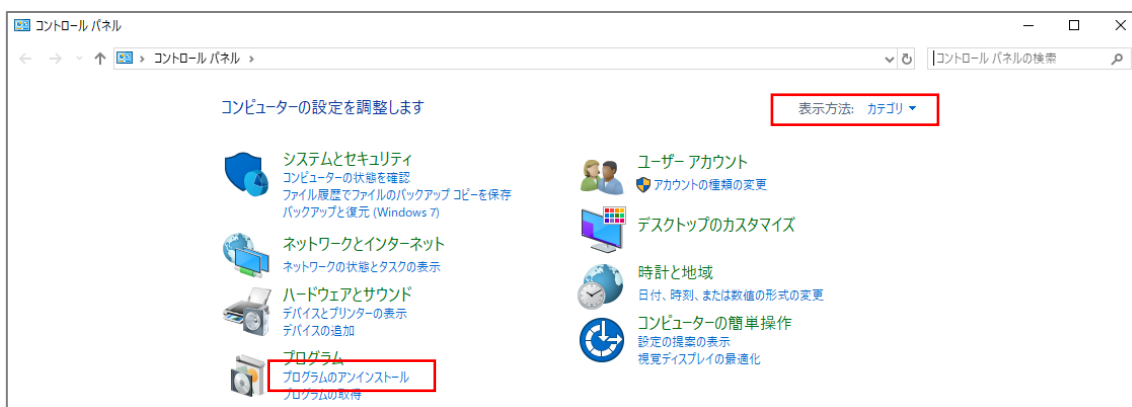 コントロール パネル
コントロール パネル
コントロール パネルの検索
コンピューターの設定を調整します
表示方法: カテゴリ
システムとセキュリティ
コンピューターの状態を確認
ファイル履歴でファイルのバックアップ コピーを保存
バックアップと復元 (Windows 7)
ネットワークとインターネット
ネットワークの状態とタスクの表示
ハードウェアとサウンド
デバイスとプリンターの表示
デバイスの追加
プログラム
プログラムのアンインストール
プログラムの取得
ユーザー アカウント
アカウントの種類の変更
デスクトップのカスタマイズ
時計と地域
日付、時刻、または数値の形式の変更
コンピューターの簡単操作
設定の提案の表示
視覚ディスプレイの最適化